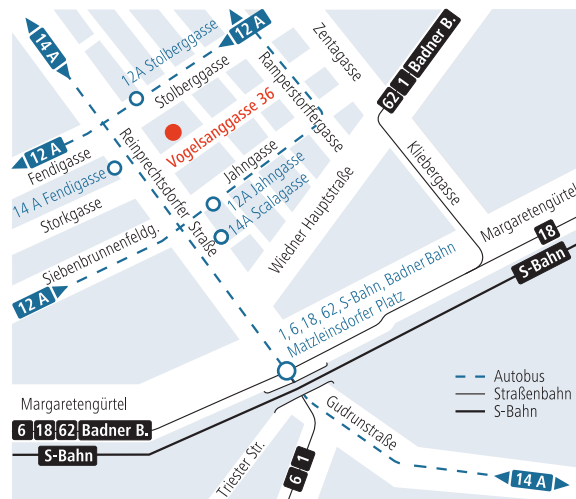 14 A
12A Stolberggasse
12 A
Stolberggasse
Ramperstorffergasse
Zentagasse
62 1 Badner B.
Vogelsanggasse 36
Reinprechtsdorfer
Straße
12 A
Fendigasse
14 A Fendigasse
Storkgasse
Siebenbrunnenfeldg.
12 A
Jahngasse
12A Jahngasse
14A Scalagasse
Wiedner Hauptstraße
Kliebergasse
Margaretengürtel
18
S-Bahn
1, 6, 18, 62, S-Bahn, Badner Bahn
Matzleinsdorfer Platz
Autobus
Straßenbahn
S-Bahn
Margaretengürtel
6 18 62 Badner B.
S-Bahn
Triester Str.
6 1
Gudrunstraße
14 A